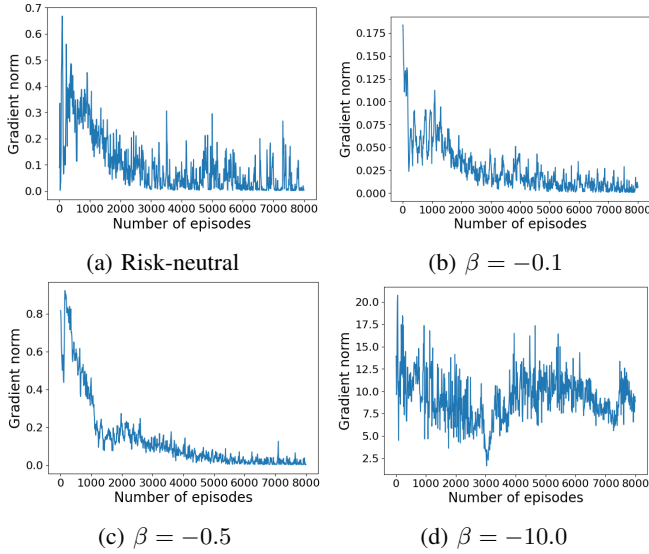 0.7
0.6
0.5
0.4
0.3
0.2
0.1
0.0
Gradient norm
0 1000 2000 3000 4000 5000 6000 7000 8000
Number of episodes
(a) Risk-neutral
0.175
0.150
0.125
0.100
0.075
0.050
0.025
0.000
Gradient norm
0 1000 2000 3000 4000 5000 6000 7000 8000
Number of episodes
(b) β = −0.1
0.8
0.6
0.4
0.2
0.0
Gradient norm
0 1000 2000 3000 4000 5000 6000 7000 8000
Number of episodes
(c) β = −0.5
20.0
17.5
15.0
12.5
10.0
7.5
5.0
2.5
Gradient norm
0 1000 2000 3000 4000 5000 6000 7000 8000
Number of episodes
(d) β = −10.0